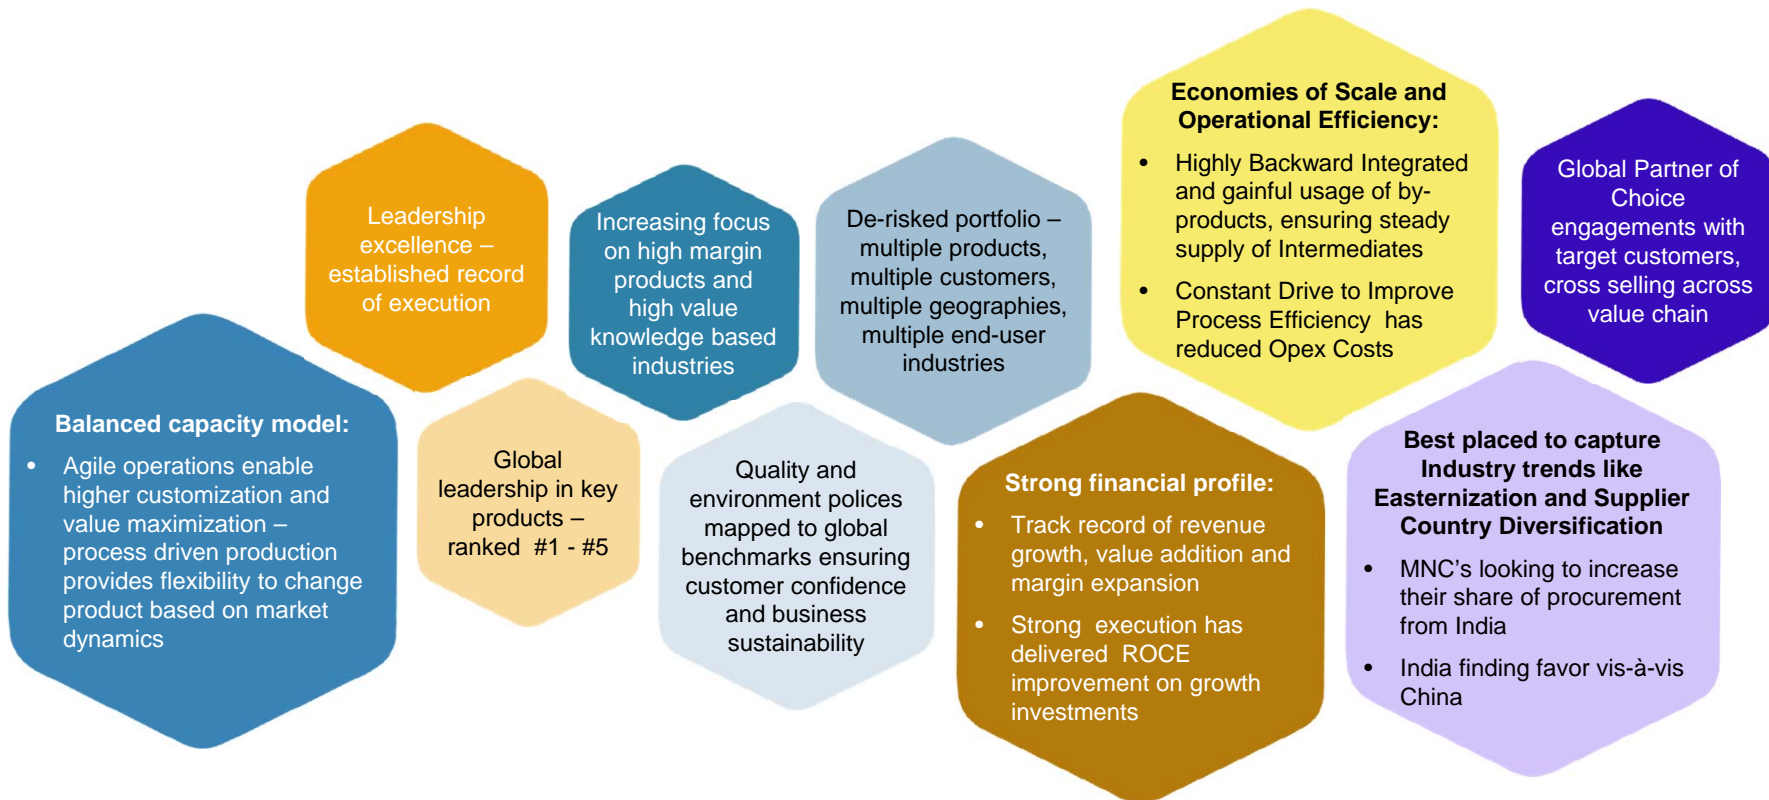 Balanced capacity model:
• Agile operations enable
higher customization and
value maximization –
process driven production
provides flexibility to change
product based on market
dynamics
Leadership
excellence –
established record
of execution
Global
leadership in key
products –
ranked #1 - #5
Increasing focus
on high margin
products and
high value
knowledge based
industries
Quality and
environment polices
mapped to global
benchmarks ensuring
customer confidence
and business
sustainability
De-risked portfolio –
multiple products,
multiple customers,
multiple geographies,
multiple end-user
industries
Strong financial profile:
• Track record of revenue
growth, value addition and
margin expansion
• Strong execution has
delivered ROCE
improvement on growth
investments
Economies of Scale and
Operational Efficiency:
• Highly Backward Integrated
and gainful usage of by-
products, ensuring steady
supply of Intermediates
• Constant Drive to Improve
Process Efficiency has
reduced Opex Costs
Best placed to capture
Industry trends like
Easternization and Supplier
Country Diversification
• MNC’s looking to increase
their share of procurement
from India
• India finding favor vis-à-vis
China
Global Partner of
Choice
engagements with
target customers,
cross selling across
value chain